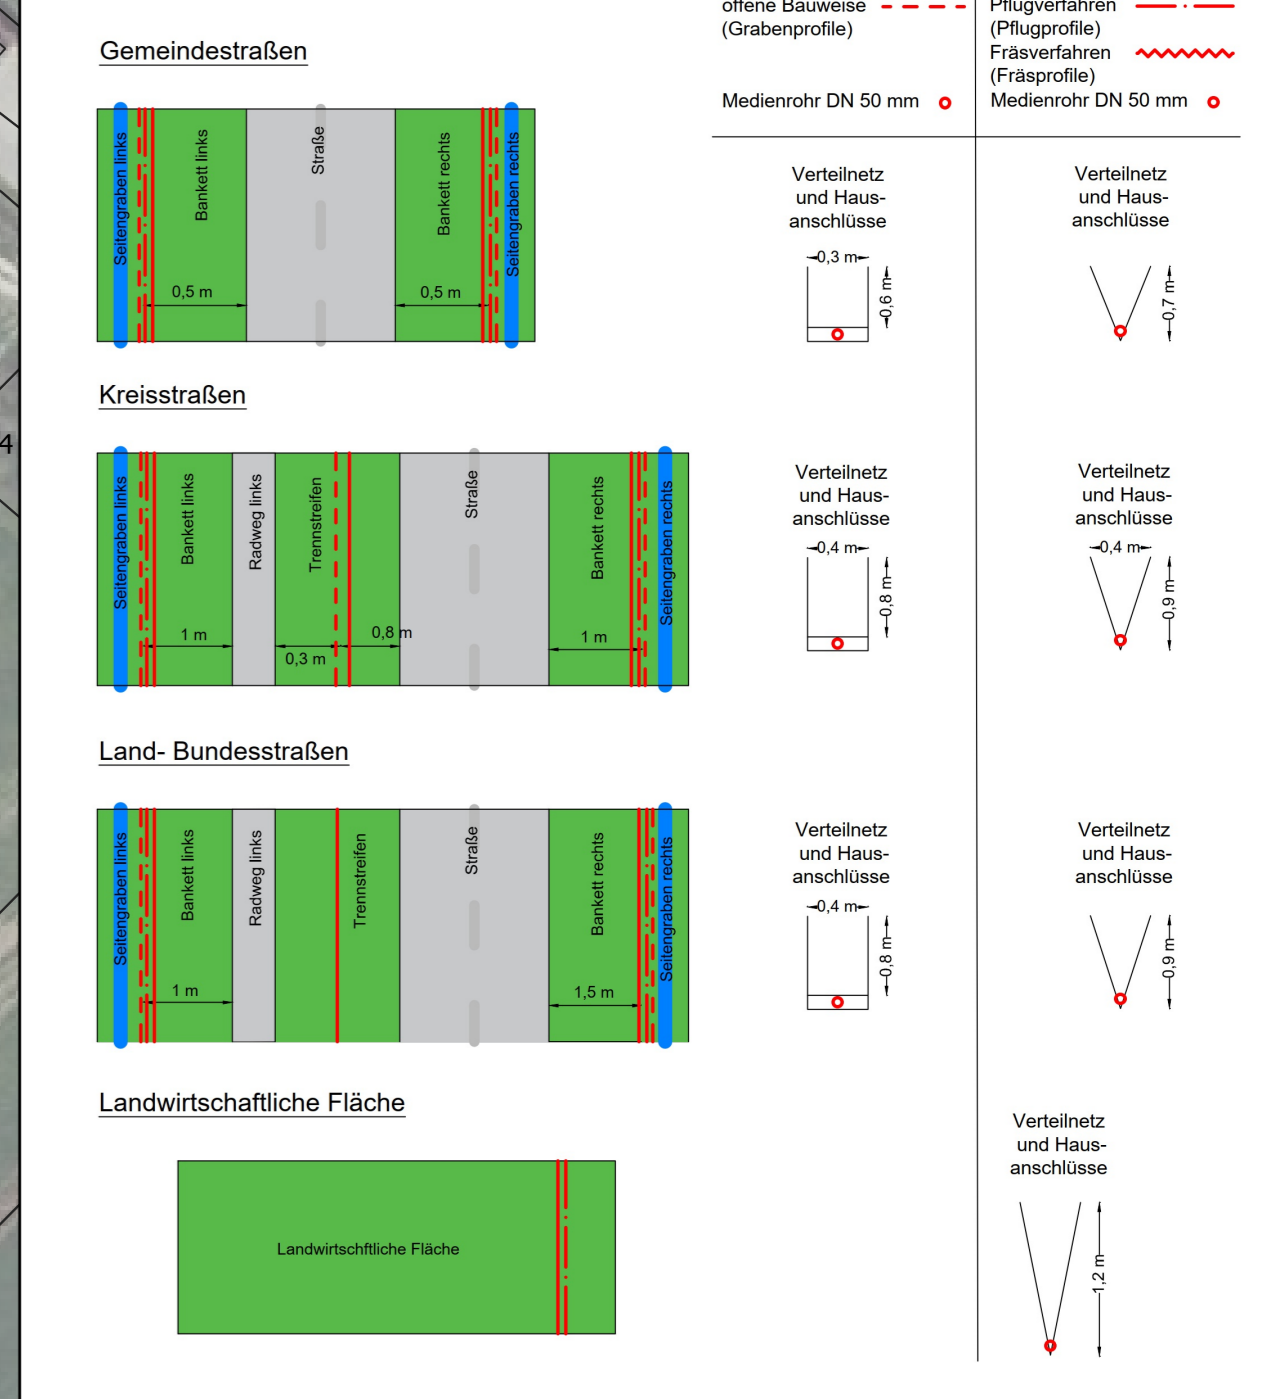 offene Bauweise
(Grabenprofile)
Pflugverfahren
(Pflugprofile)
Fräsverfahren
(Fräsprofile)
Medienrohr DN 50 mm
Medienrohr DN 50 mm
Gemeindestraßen
Seitengraben links
Bankett links
Straße
Bankett rechts
Seitengraben rechts
0,5 m
0,5 m
Verteilnetz
und Haus-
anschlüsse
0,3 m
0,6 m
Verteilnetz
und Haus-
anschlüsse
0,7 m
Kreisstraßen
4
Seitengraben links
Bankett links
Radweg links
Trennstreifen
Straße
Bankett rechts
Seitengraben rechts
1 m
0,3 m
0,8 m
1 m
Verteilnetz
und Haus-
anschlüsse
0,4 m
0,8 m
Verteilnetz
und Haus-
anschlüsse
0,4 m
0,9 m
Land- Bundesstraßen
Seitengraben links
Bankett links
Radweg links
Trennstreifen
Straße
Bankett rechts
Seitengraben rechts
1 m
1,5 m
Verteilnetz
und Haus-
anschlüsse
0,4 m
0,8 m
Verteilnetz
und Haus-
anschlüsse
0,9 m
Landwirtschaftliche Fläche
Landwirtschftliche Fläche
Verteilnetz
und Haus-
anschlüsse
1,2 m